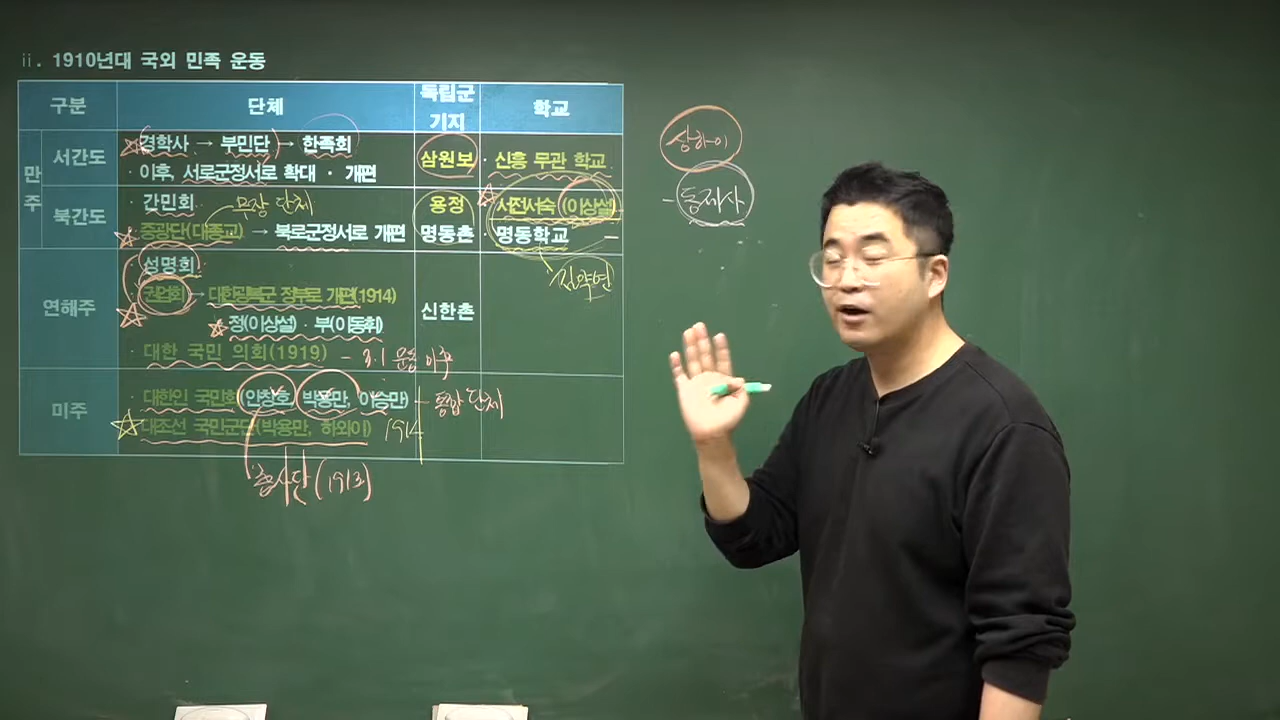 ii. 1910년대 국외 민족 운동
구분 단체 독립군 기지 학교
만주
서간도
경학사 → 부민단 → 한족회
· 이후, 서로군정서로 확대 · 개편
삼원보
· 신흥 무관 학교
북간도
· 간민회 무장 단체
· 중광단(대종교) → 북로군정서로 개편
용정
명동촌
· 서전서숙(이상설)
· 명동학교
김약연
연해주
· 성명회
· 권업회 → 대한광복군 정부로 개편(1914)
정(이상설) · 부(이동휘)
· 대한 국민 의회(1919) - 3.1 운동 이후
신한촌
미주
· 대한인 국민회(안창호, 박용만, 이승만) - 통합 단체
· 대조선 국민군단(박용만, 하와이) 1914
흥사단(1913)
상하이
- 동제사